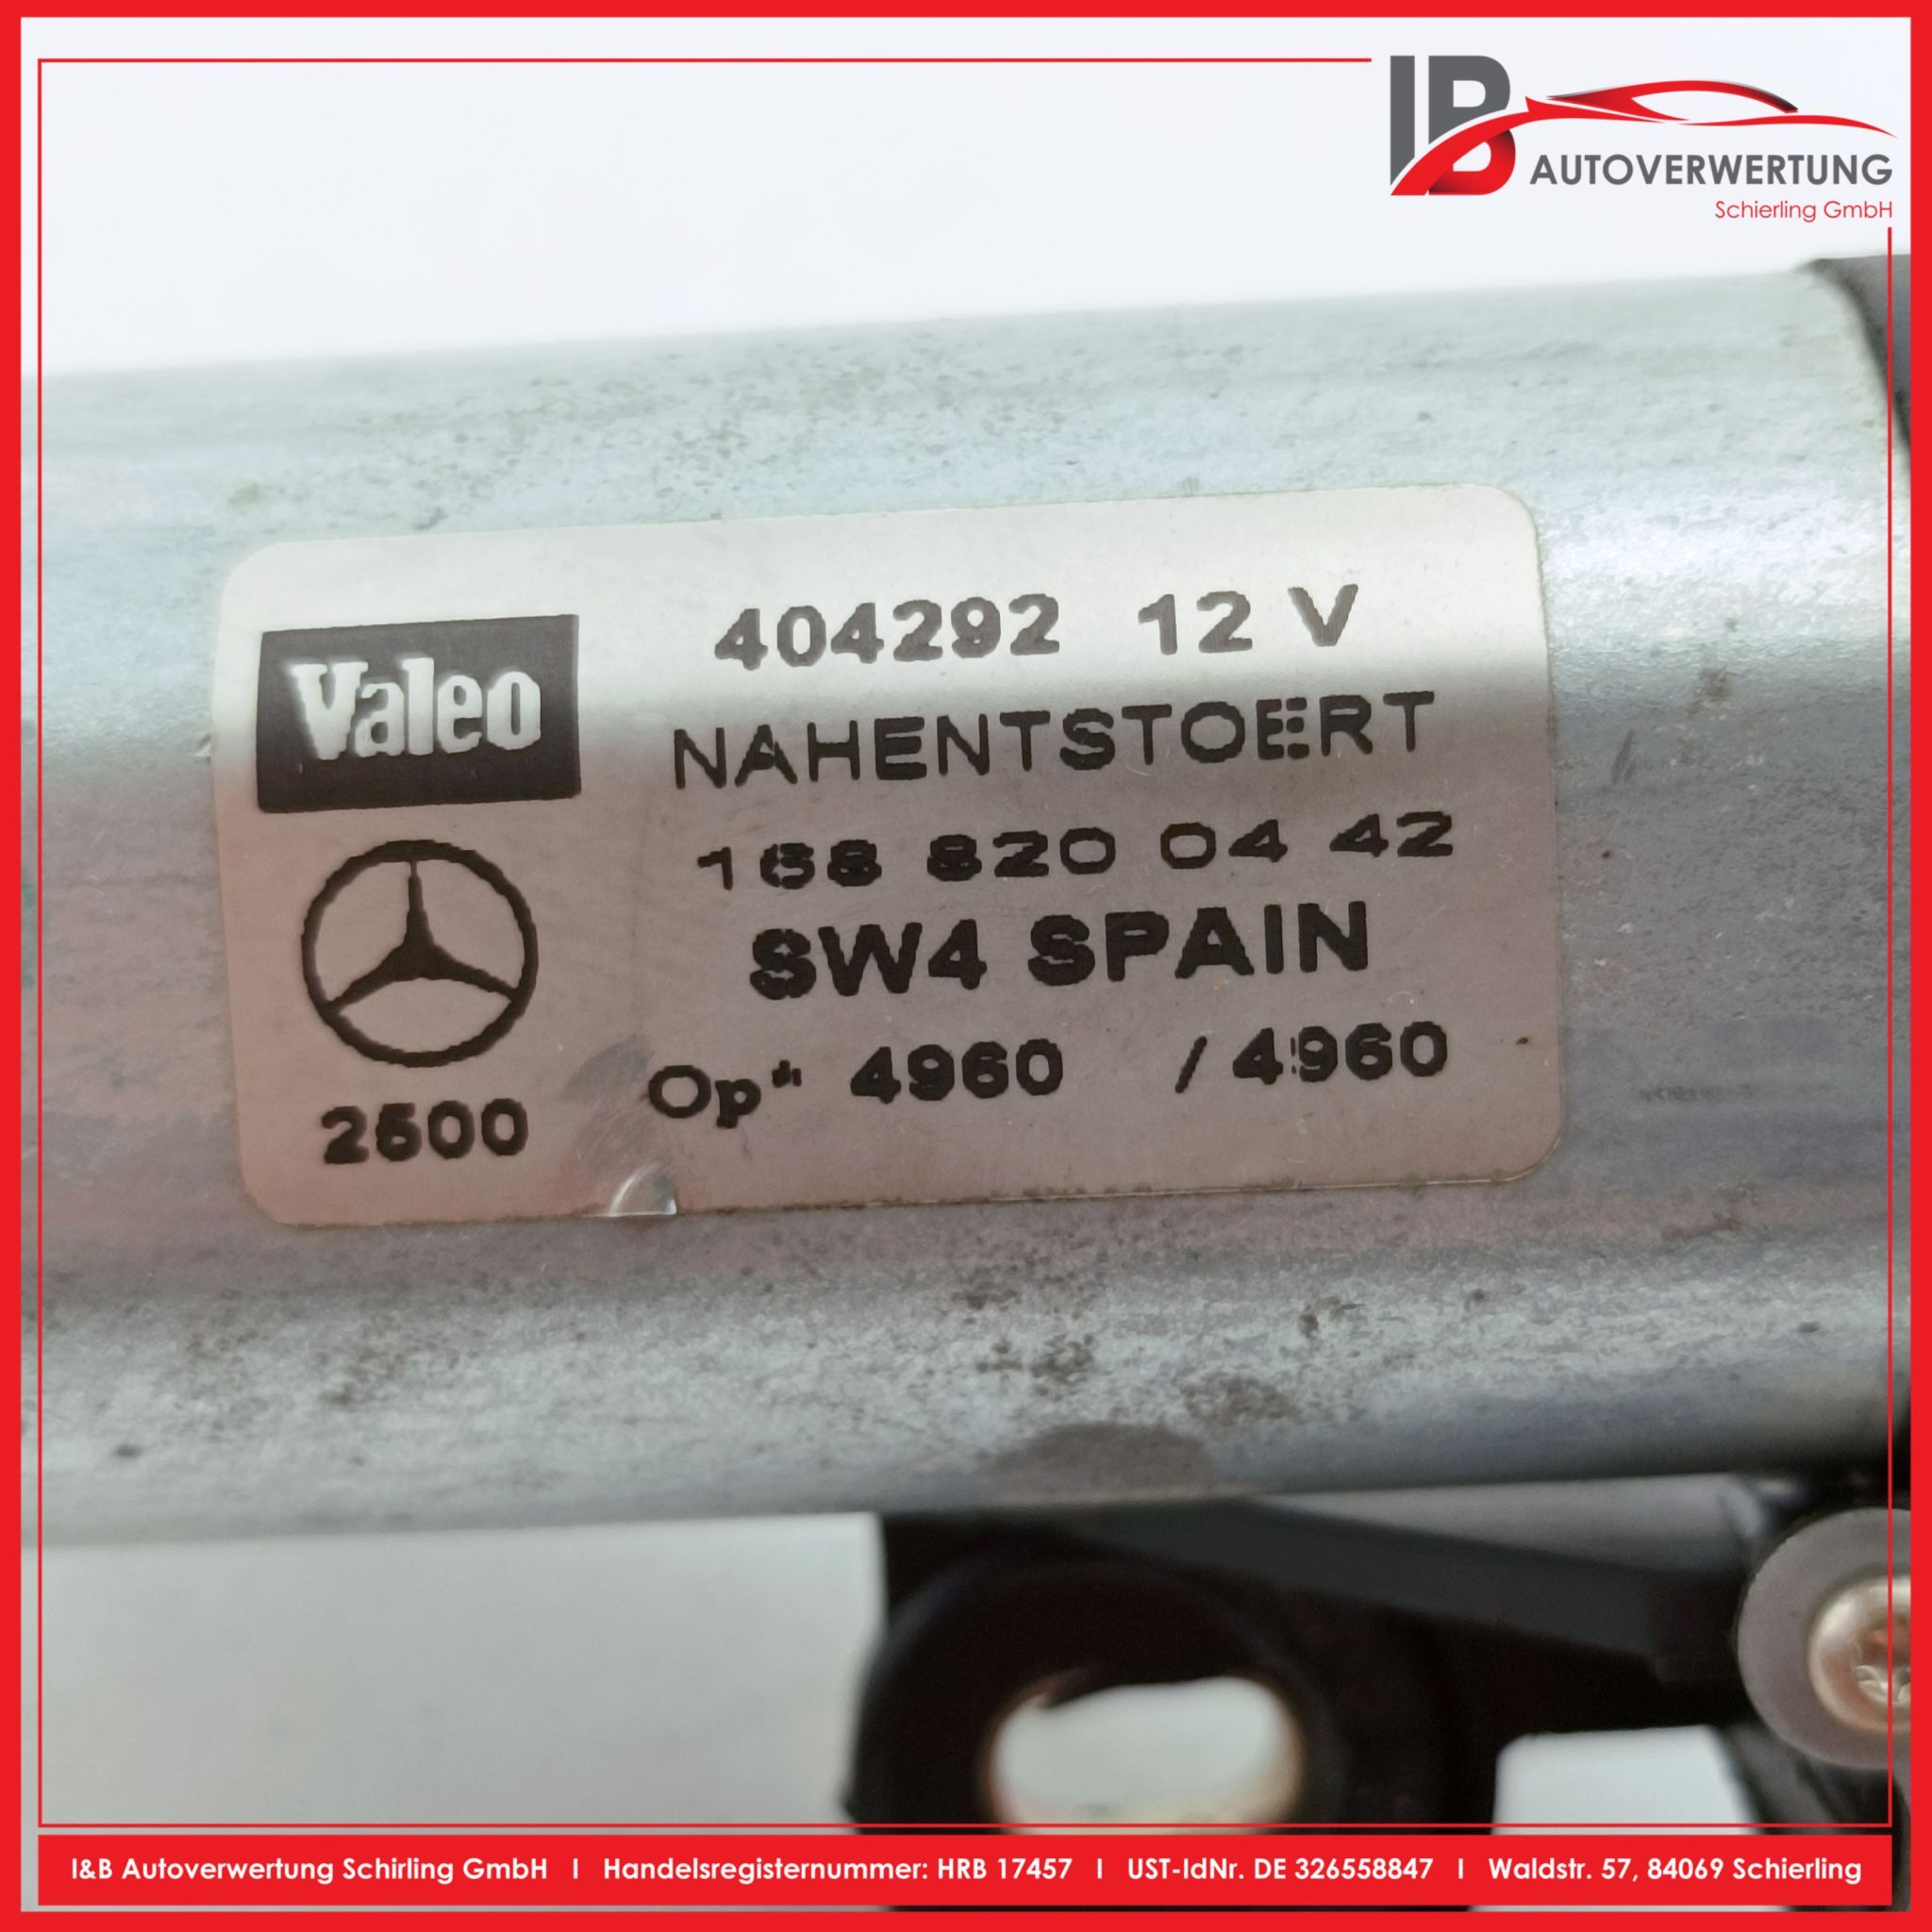 IB
AUTOVERWERTUNG
Schierling GmbH
Valeo
404292 12 V
NAHENTSTOERT
168 820 04 42
SW4 SPAIN
Op* 4960 / 4960
2500
I&B Autoverwertung Schirling GmbH I Handelsregisternummer: HRB 17457 I UST-IdNr. DE 326558847 I Waldstr. 57, 84069 Schierling